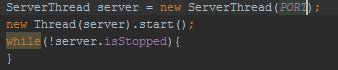 ServerThread server = new ServerThread(PORT);
new Thread(server).start();
while(!server.isStopped){
}